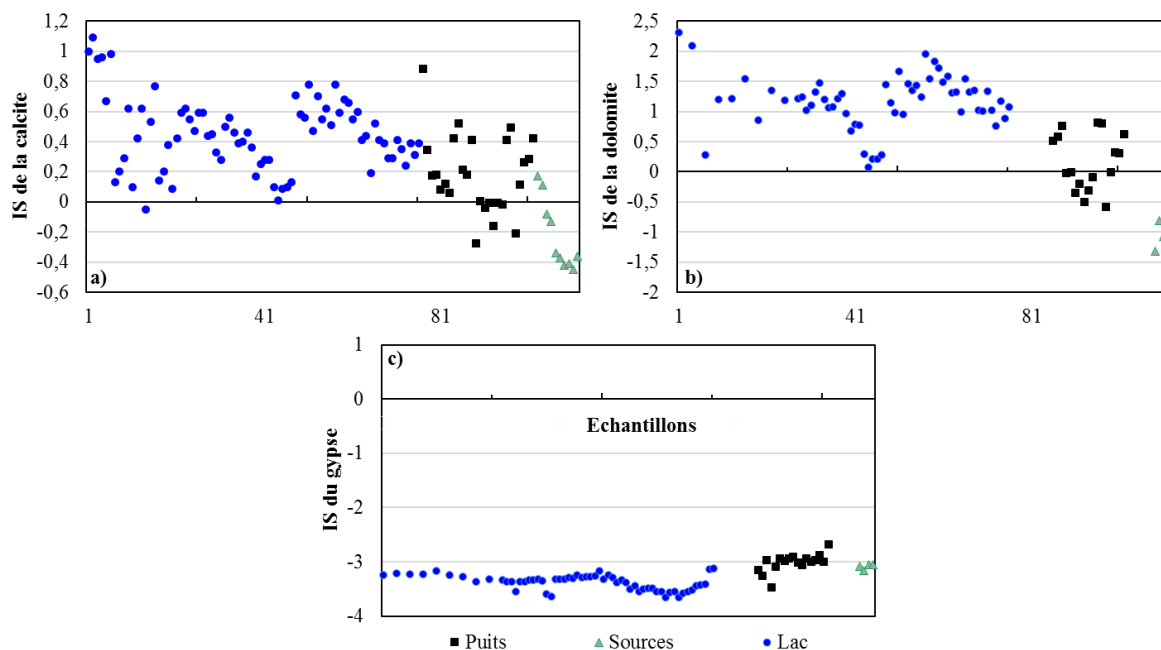 1,2
1
0,8
0,6
0,4
0,2
0
-0,2
-0,4
-0,6
IS de la calcite
a)
1 41 81
2,5
2
1,5
1
0,5
0
-0,5
-1
-1,5
-2
IS de la dolomite
b)
1 41 81
1
0
-1
-2
-3
-4
IS du gypse
c)
Echantillons
Puits Sources Lac